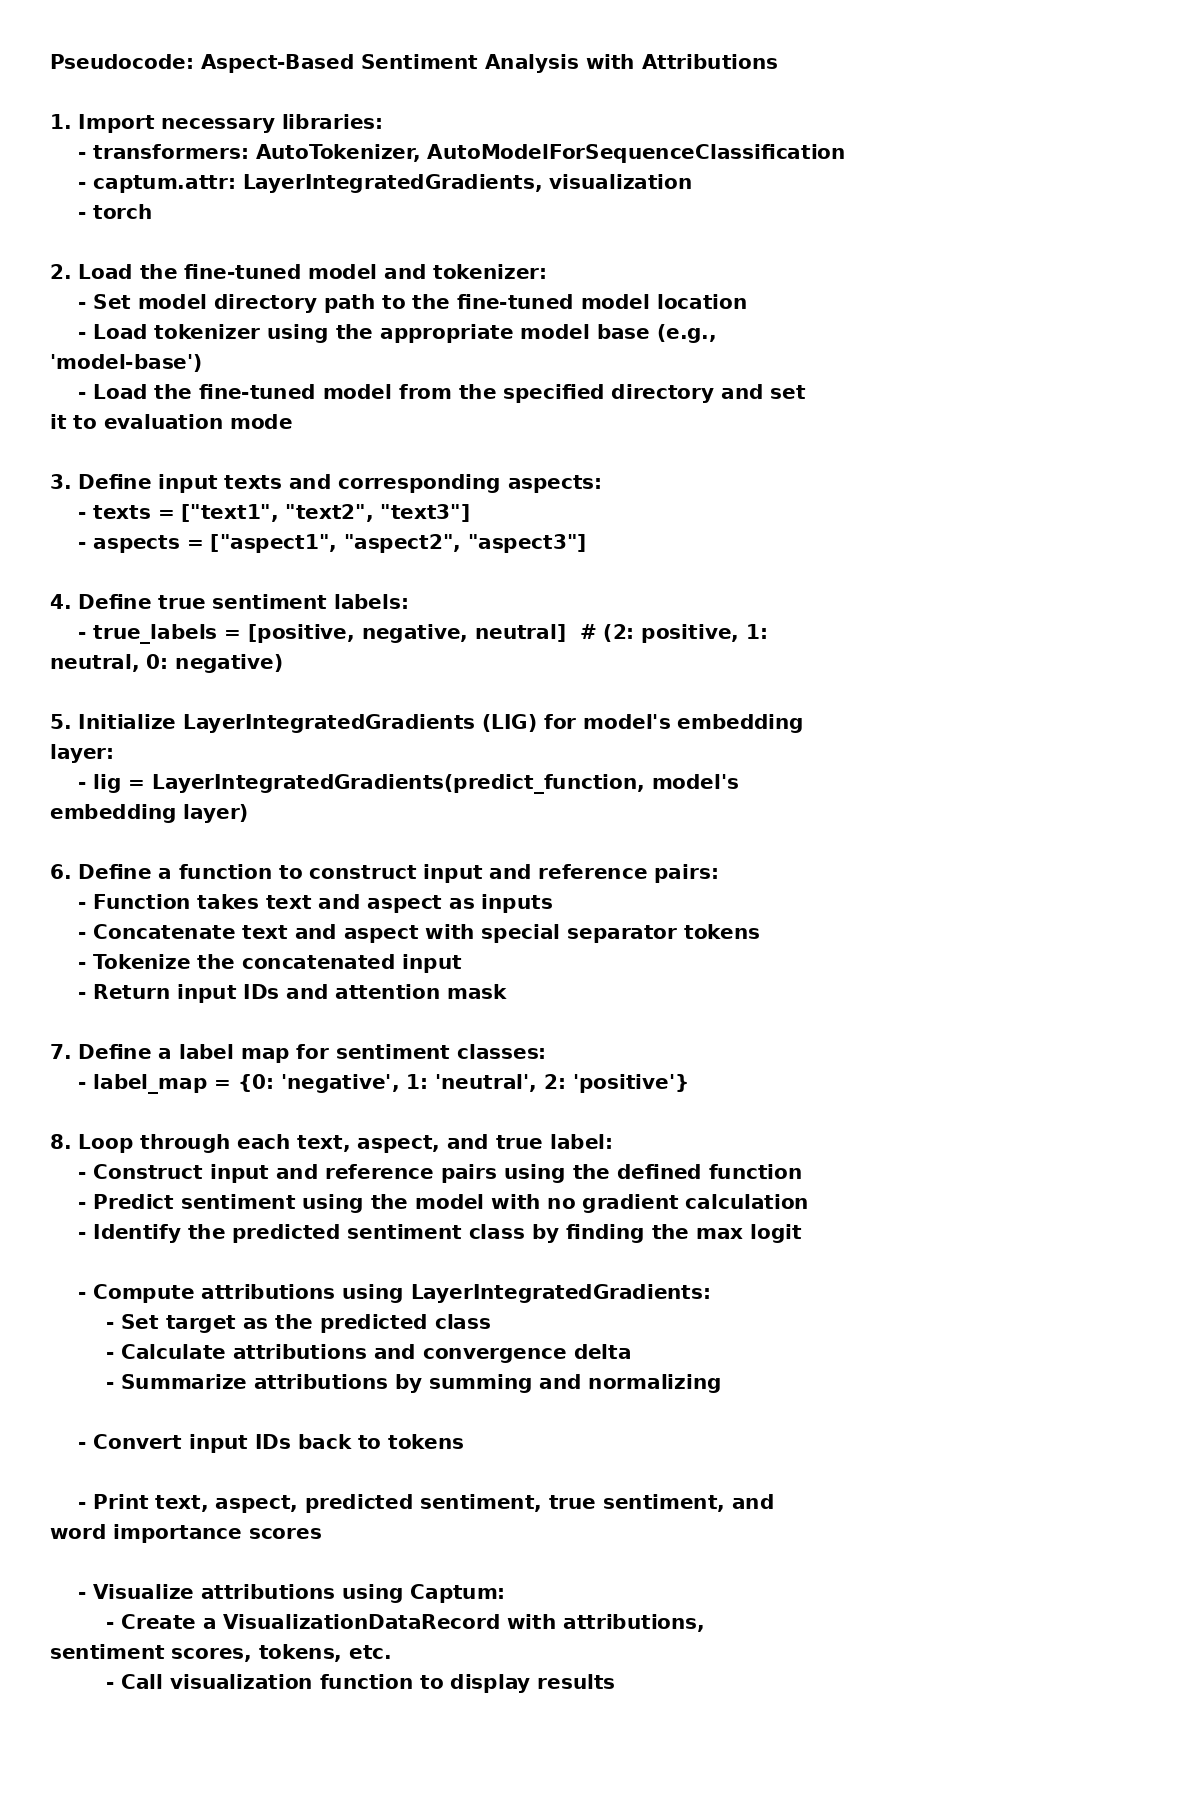 Pseudocode: Aspect-Based Sentiment Analysis with Attributions
1. Import necessary libraries:
- transformers: AutoTokenizer, AutoModelForSequenceClassification
- captum.attr: LayerIntegratedGradients, visualization
- torch
2. Load the fine-tuned model and tokenizer:
- Set model directory path to the fine-tuned model location
- Load tokenizer using the appropriate model base (e.g.,
'model-base')
- Load the fine-tuned model from the specified directory and set
it to evaluation mode
3. Define input texts and corresponding aspects:
- texts = ["text1", "text2", "text3"]
- aspects = ["aspect1", "aspect2", "aspect3"]
4. Define true sentiment labels:
- true_labels = [positive, negative, neutral]  # (2: positive, 1:
neutral, 0: negative)
5. Initialize LayerIntegratedGradients (LIG) for model's embedding
layer:
- lig = LayerIntegratedGradients(predict_function, model's
embedding layer)
6. Define a function to construct input and reference pairs:
- Function takes text and aspect as inputs
- Concatenate text and aspect with special separator tokens
- Tokenize the concatenated input
- Return input IDs and attention mask
7. Define a label map for sentiment classes:
- label_map = {0: 'negative', 1: 'neutral', 2: 'positive'}
8. Loop through each text, aspect, and true label:
- Construct input and reference pairs using the defined function
- Predict sentiment using the model with no gradient calculation
- Identify the predicted sentiment class by finding the max logit
- Compute attributions using LayerIntegratedGradients:
- Set target as the predicted class
- Calculate attributions and convergence delta
- Summarize attributions by summing and normalizing
- Convert input IDs back to tokens
- Print text, aspect, predicted sentiment, true sentiment, and
word importance scores
- Visualize attributions using Captum:
- Create a VisualizationDataRecord with attributions,
sentiment scores, tokens, etc.
- Call visualization function to display results